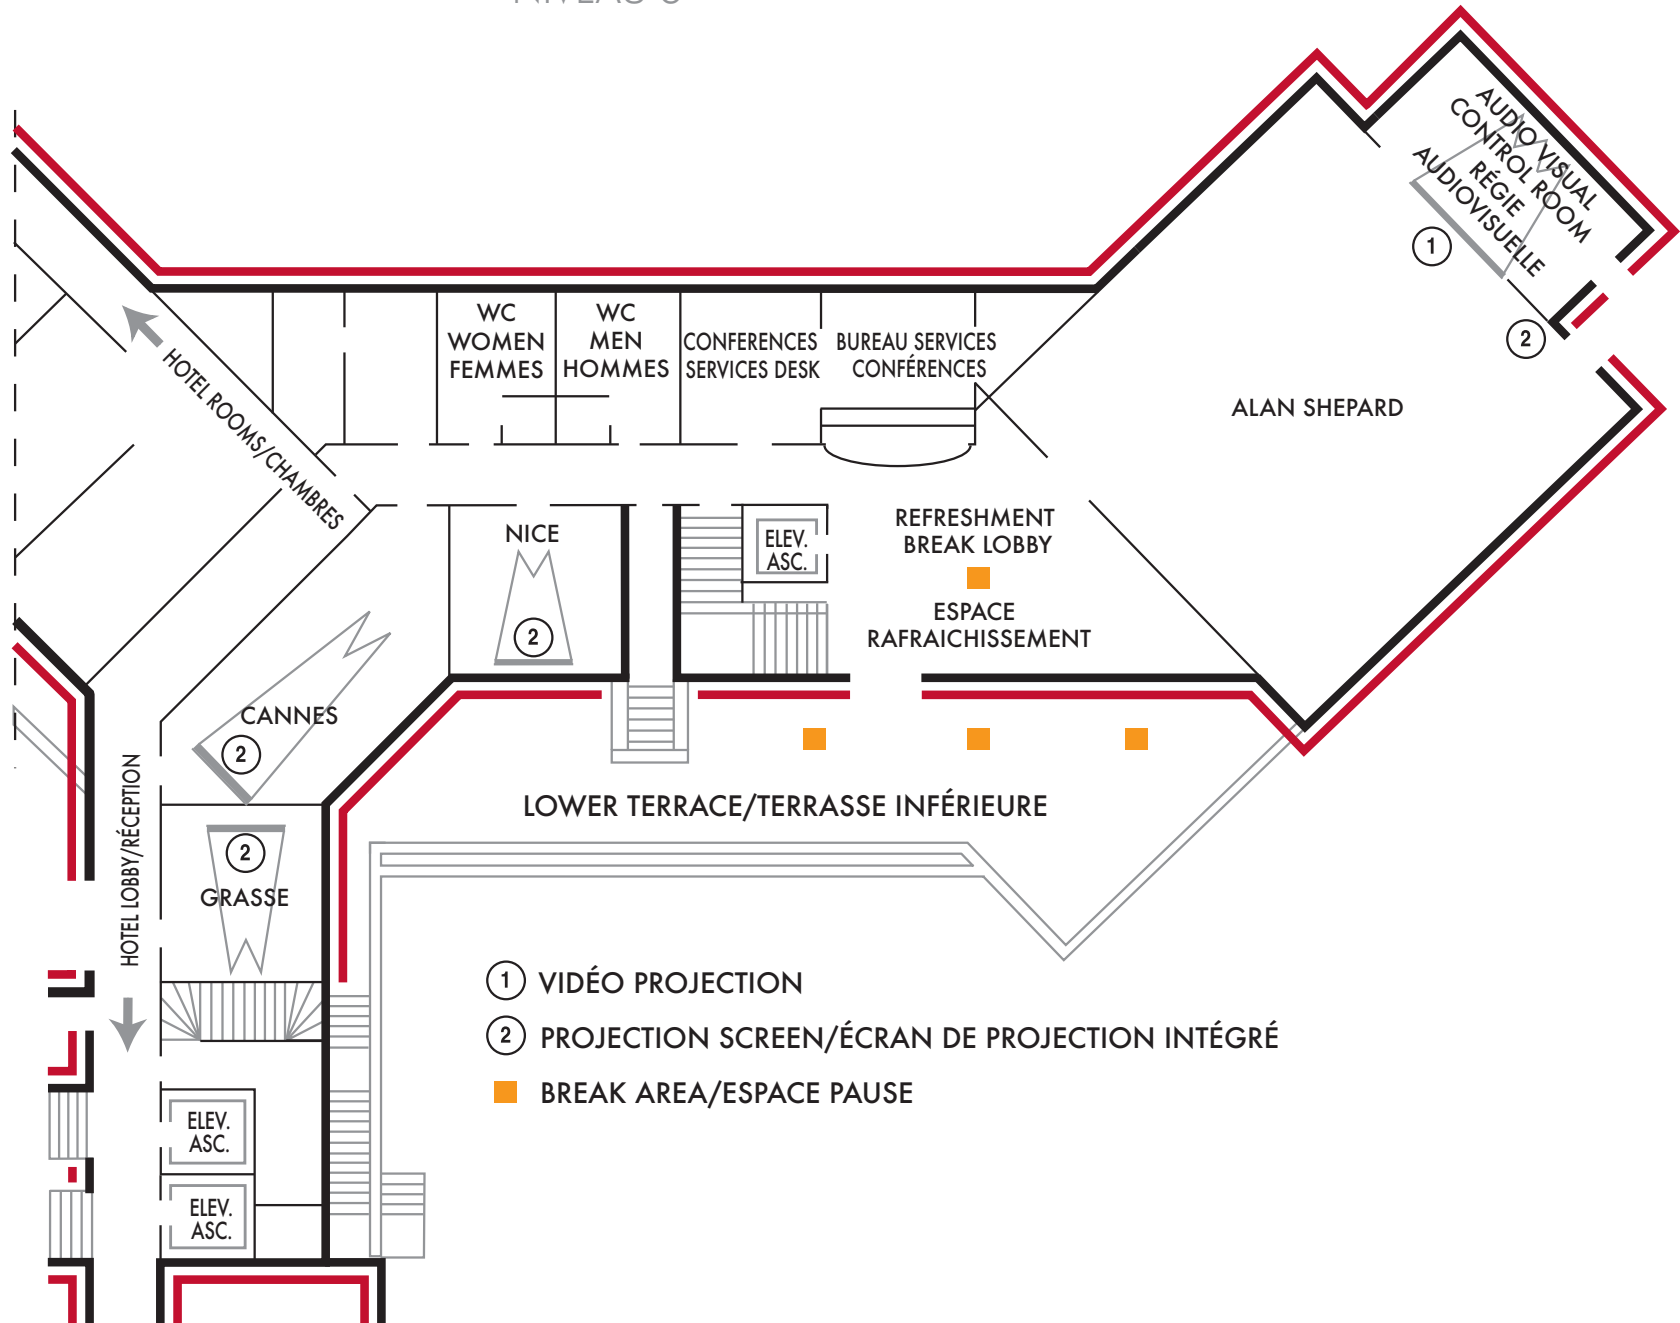 AUDIO VISUAL
CONTROL ROOM
RÉGIE
AUDIOVISUELLE
1
2
WC
WOMEN
FEMMES
WC
MEN
HOMMES
CONFERENCES
SERVICES DESK
BUREAU SERVICES
CONFÉRENCES
ALAN SHEPARD
HOTEL ROOMS/CHAMBRES
NICE
2
ELEV.
ASC.
REFRESHMENT
BREAK LOBBY
ESPACE
RAFRAICHISSEMENT
CANNES
2
LOWER TERRACE/TERRASSE INFÉRIEURE
HOTEL LOBBY/RÉCEPTION
2
GRASSE
1 VIDÉO PROJECTION
2 PROJECTION SCREEN/ÉCRAN DE PROJECTION INTÉGRÉ
BREAK AREA/ESPACE PAUSE
ELEV.
ASC.
ELEV.
ASC.